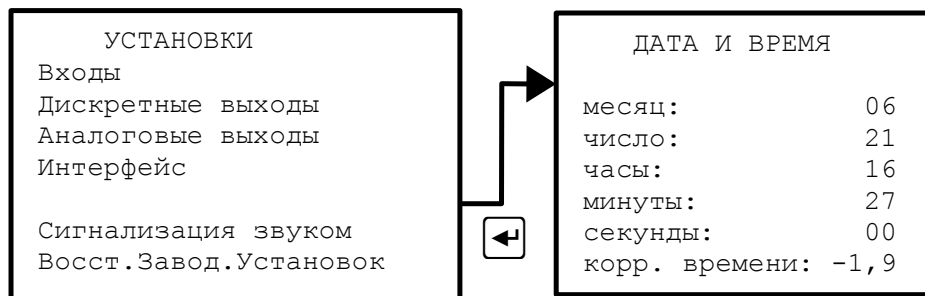 УСТАНОВКИ
Входы
Дискретные выходы
Аналоговые выходы
Интерфейс
Сигнализация звуком
Восст.Завод.Установок
ДАТА И ВРЕМЯ
месяц: 06
число: 21
часы: 16
минуты: 27
секунды: 00
корр. времени: -1,9